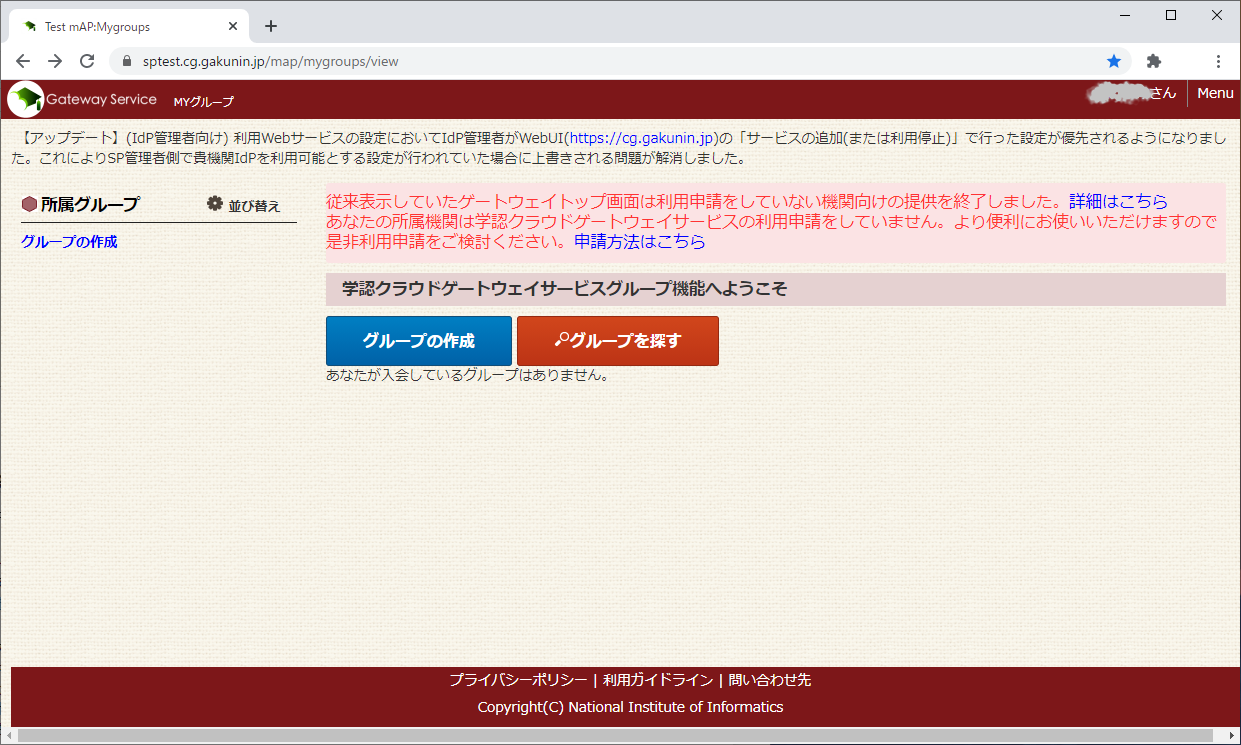 Test mAP:Mygroups
sptest.cg.gakunin.jp/map/mygroups/view
Gateway Service MYグループ さん Menu
【アップデート】(IdP管理者向け) 利用Webサービスの設定においてIdP管理者がWebUI(https://cg.gakunin.jp)の「サービスの追加(または利用停止)」で行った設定が優先されるようになりまし
た。これによりSP管理者側で貴機関IdPを利用可能とする設定が行われていた場合に上書きされる問題が解消しました。
所属グループ 並び替え
グループの作成
従来表示していたゲートウェイトップ画面は利用申請をしていない機関向けの提供を終了しました。詳細はこちら
あなたの所属機関は学認クラウドゲートウェイサービスの利用申請をしていません。より便利にお使いいただけますので
是非利用申請をご検討ください。申請方法はこちら
学認クラウドゲートウェイサービスグループ機能へようこそ
グループの作成 グループを探す
あなたが入会しているグループはありません。
プライバシーポリシー | 利用ガイドライン | 問い合わせ先
Copyright(C) National Institute of Informatics